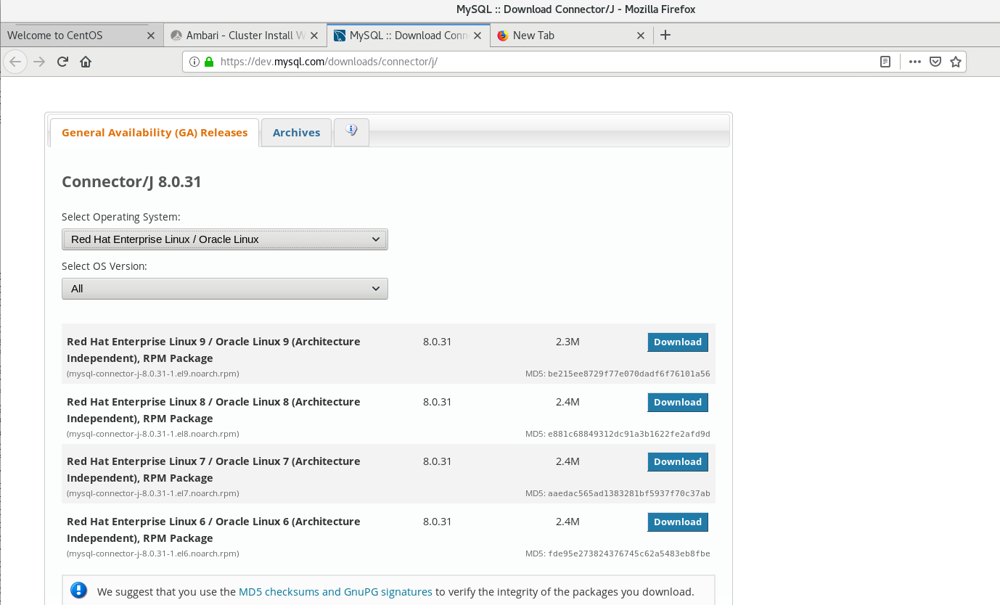 MySQL :: Download Connector/J - Mozilla Firefox
Welcome to CentOS
Ambari - Cluster Install W
MySQL :: Download Conn
New Tab
https://dev.mysql.com/downloads/connector/j/
General Availability (GA) Releases
Archives
Connector/J 8.0.31
Select Operating System:
Red Hat Enterprise Linux / Oracle Linux
Select OS Version:
All
Red Hat Enterprise Linux 9 / Oracle Linux 9 (Architecture 8.0.31 2.3M Download
Independent), RPM Package
(mysql-connector-j-8.0.31-1.el9.noarch.rpm) MD5: be215ee8729f77e070dadf6f76101a56
Red Hat Enterprise Linux 8 / Oracle Linux 8 (Architecture 8.0.31 2.4M Download
Independent), RPM Package
(mysql-connector-j-8.0.31-1.el8.noarch.rpm) MD5: e881c68849312dc91a3b1622fe2afd9d
Red Hat Enterprise Linux 7 / Oracle Linux 7 (Architecture 8.0.31 2.4M Download
Independent), RPM Package
(mysql-connector-j-8.0.31-1.el7.noarch.rpm) MD5: aaedac565ad1383281bf5937f70c37ab
Red Hat Enterprise Linux 6 / Oracle Linux 6 (Architecture 8.0.31 2.4M Download
Independent), RPM Package
(mysql-connector-j-8.0.31-1.el6.noarch.rpm) MD5: fde95e273824376745c62a5483eb8fbe
We suggest that you use the MD5 checksums and GnuPG signatures to verify the integrity of the packages you download.